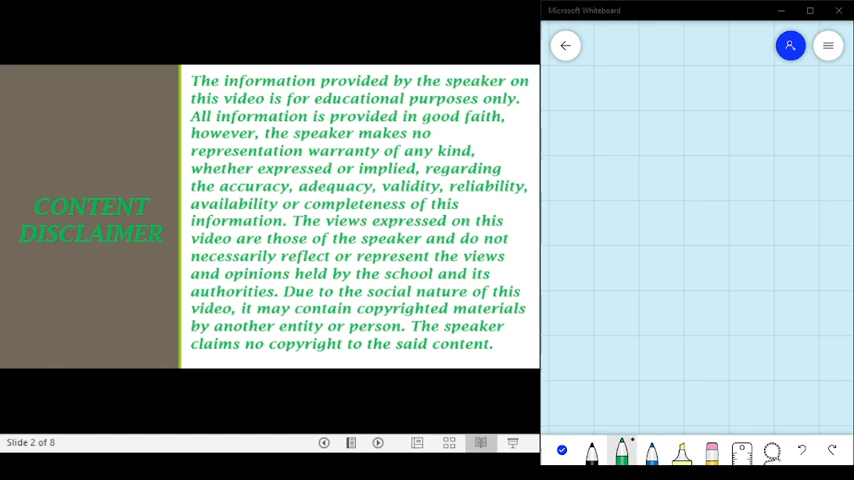 Microsoft Whiteboard
CONTENT
DISCLAIMER
The information provided by the speaker on
this video is for educational purposes only.
All information is provided in good faith,
however, the speaker makes no
representation warranty of any kind,
whether expressed or implied, regarding
the accuracy, adequacy, validity, reliability,
availability or completeness of this
information. The views expressed on this
video are those of the speaker and do not
necessarily reflect or represent the views
and opinions held by the school and its
authorities. Due to the social nature of this
video, it may contain copyrighted materials
by another entity or person. The speaker
claims no copyright to the said content.
Slide 2 of 8